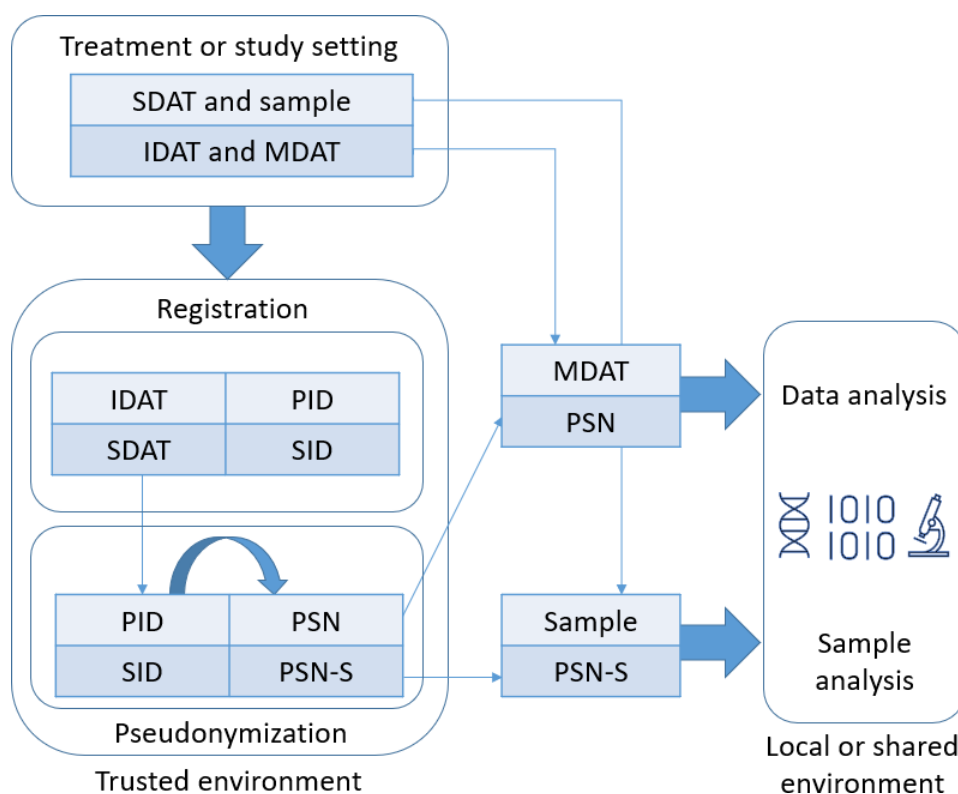 Treatment or study setting
SDAT and sample
IDAT and MDAT
Registration
IDAT PID
SDAT SID
PID PSN
SID PSN-S
Pseudonymization
Trusted environment
MDAT
PSN
Sample
PSN-S
Data analysis
1010
1010
Sample
analysis
Local or shared
environment